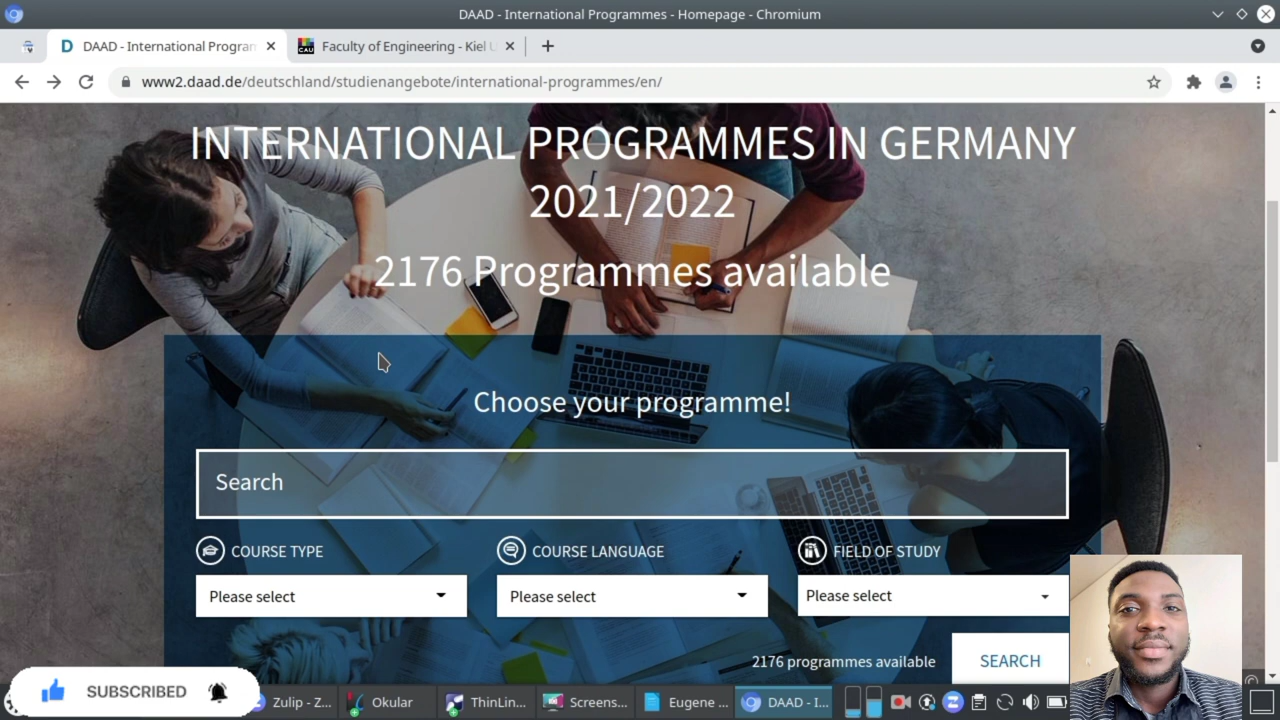 DAAD - International Programmes - Homepage - Chromium
DAAD - International Program
Faculty of Engineering - Kiel U
www2.daad.de/deutschland/studienangebote/international-programmes/en/
INTERNATIONAL PROGRAMMES IN GERMANY
2021/2022
2176 Programmes available
Choose your programme!
Search
COURSE TYPE
COURSE LANGUAGE
FIELD OF STUDY
Please select
Please select
Please select
2176 programmes available
SEARCH
SUBSCRIBED
Zulip - Z...
Okular
ThinLin...
Screens...
Eugene ...
DAAD - I...